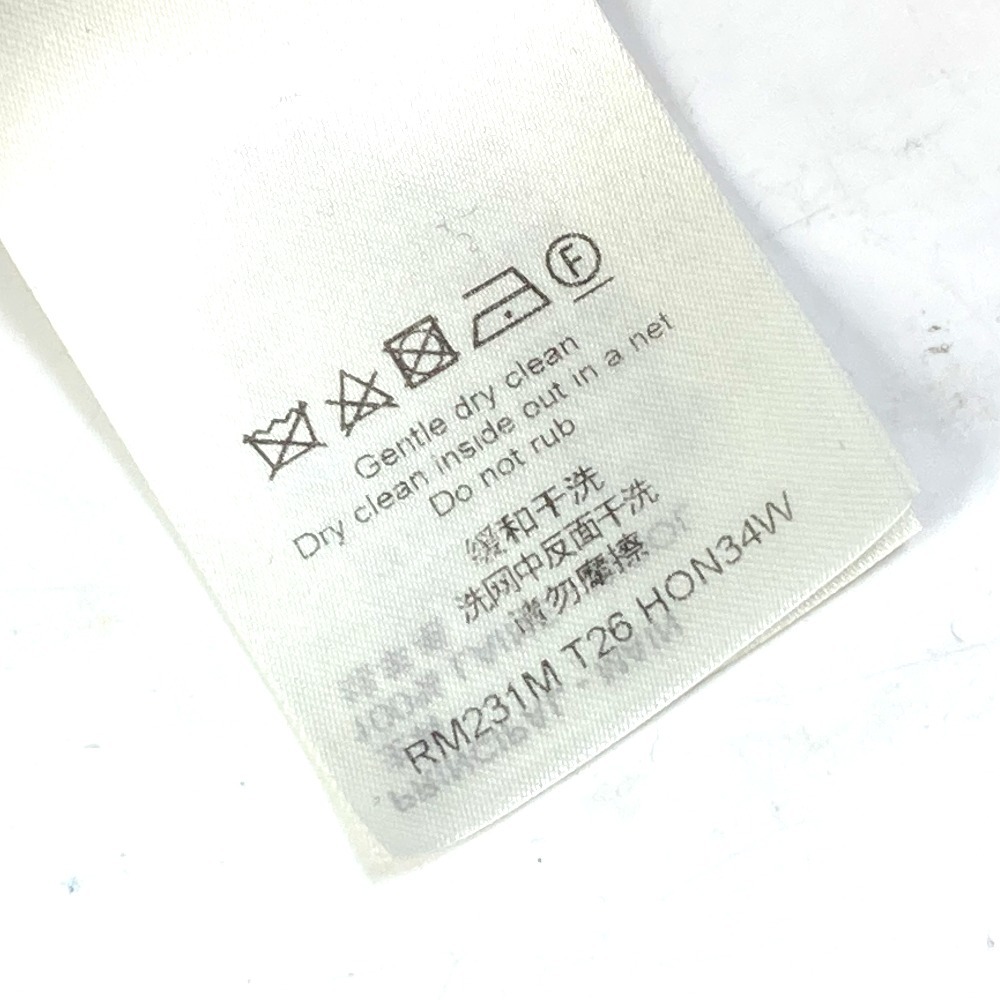 F
Gentle dry clean
Dry clean inside out in a net
Do not rub
缓和干洗
洗网中反面干洗
请勿摩擦
RM231M T26 HON34W